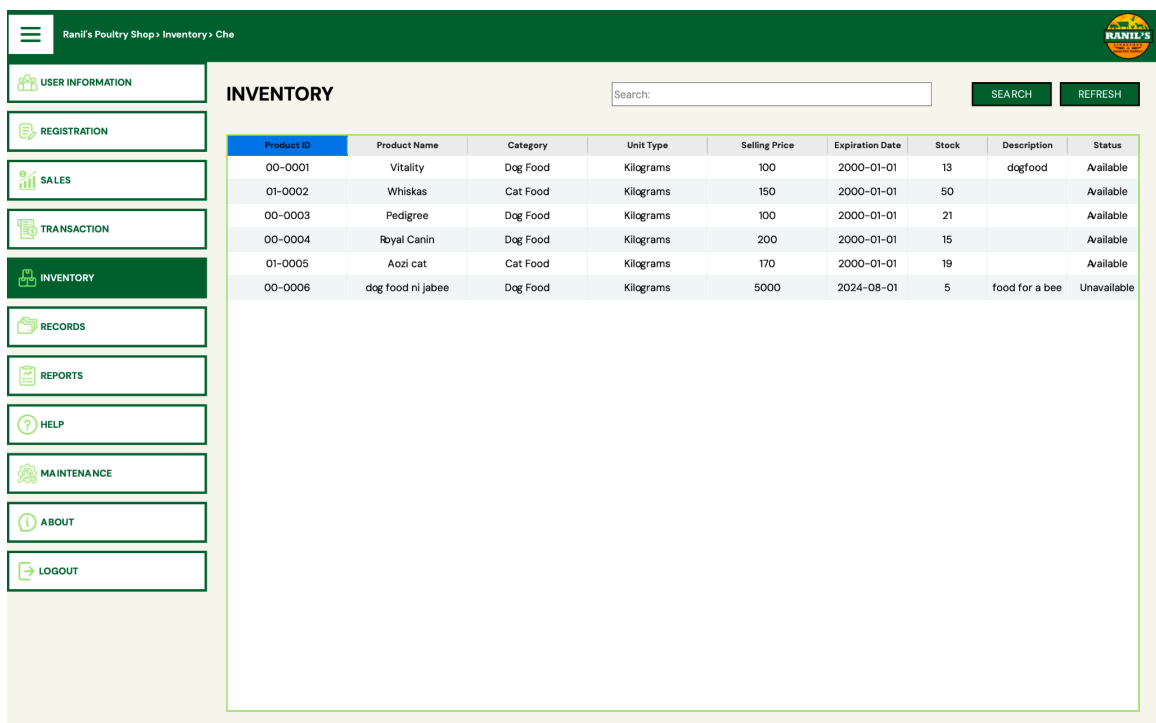 Ranil's Poultry Shop> Inventory> Che
RANIL'S
USER INFORMATION
REGISTRATION
SALES
TRANSACTION
INVENTORY
RECORDS
REPORTS
HELP
MAINTENANCE
ABOUT
LOGOUT
INVENTORY Search: SEARCH REFRESH
Product ID Product Name Category Unit Type Selling Price Expiration Date Stock Description Status
00-0001 Vitality Dog Food Kilograms 100 2000-01-01 13 dogfood Available
01-0002 Whiskas Cat Food Kilograms 150 2000-01-01 50 Available
00-0003 Pedigree Dog Food Kilograms 100 2000-01-01 21 Available
00-0004 Royal Canin Dog Food Kilograms 200 2000-01-01 15 Available
01-0005 Aozi cat Cat Food Kilograms 170 2000-01-01 19 Available
00-0006 dog food ni jabee Dog Food Kilograms 5000 2024-08-01 5 food for a bee Unavailable